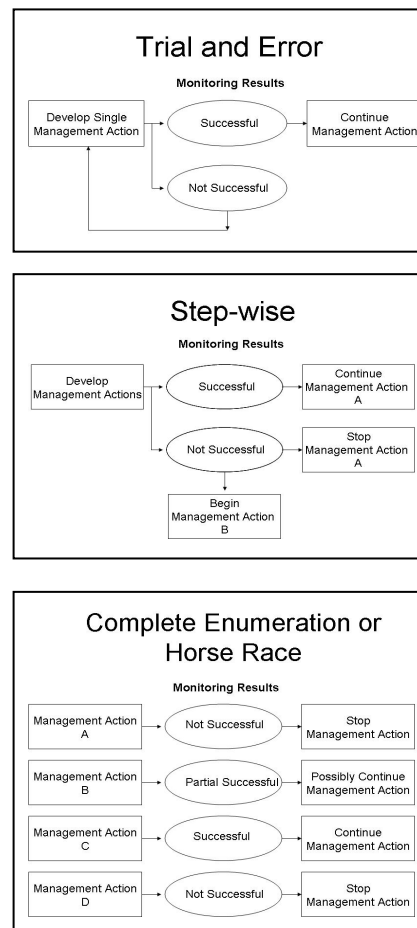 Trial and Error
Monitoring Results
Develop Single
Management Action
Successful
Continue
Management Action
Not Successful
Step-wise
Monitoring Results
Develop
Management Actions
Successful
Continue
Management Action
A
Not Successful
Stop
Management Action
A
Begin
Management Action
B
Complete Enumeration or
Horse Race
Monitoring Results
Management Action
A
Not Successful
Stop
Management Action
Management Action
B
Partial Successful
Possibly Continue
Management Action
Management Action
C
Successful
Continue
Management Action
Management Action
D
Not Successful
Stop
Management Action